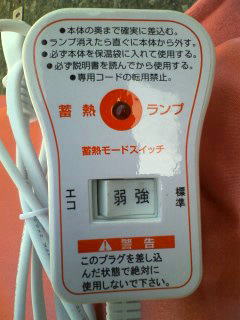 ●本体の奥まで確実に差込む。
●ランプ消えたら直ぐに本体から外す。
●必ず本体を保温袋に入れて使用する。
●必ず説明書を読んでから使用する。
●専用コードの転用禁止。
蓄熱 ランプ
蓄熱モードスイッチ
エコ 弱 強 標準
警告
このプラグを差し込
んだ状態で絶対に
使用しないで下さい。